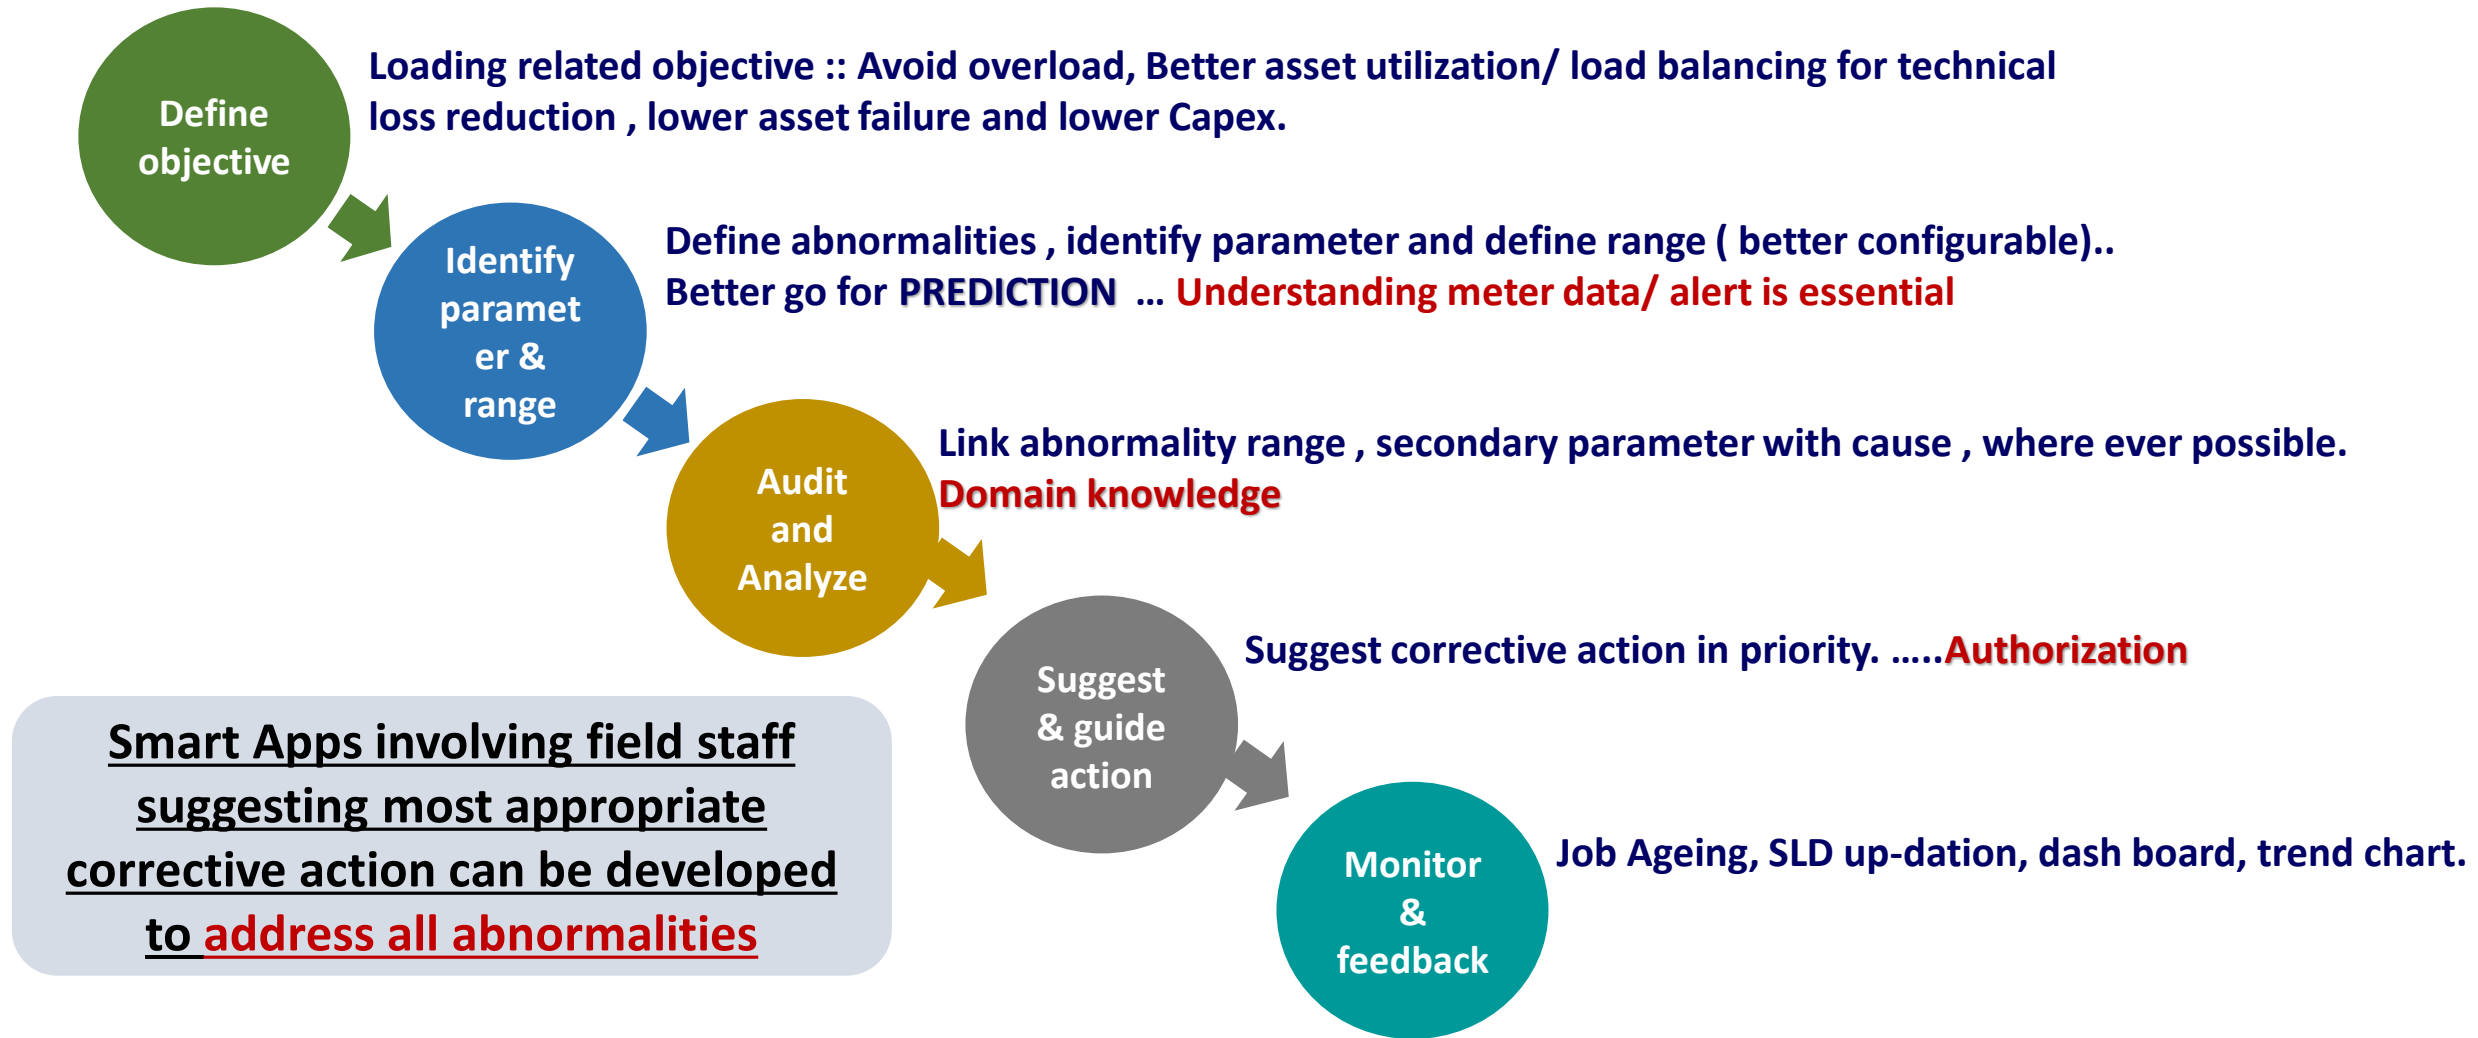 Define
objective
Loading related objective :: Avoid overload, Better asset utilization/ load balancing for technical
loss reduction , lower asset failure and lower Capex.
Identify
paramet
er &
range
Define abnormalities , identify parameter and define range ( better configurable)..
Better go for PREDICTION ... Understanding meter data/ alert is essential
Audit
and
Analyze
Link abnormality range , secondary parameter with cause , where ever possible.
Domain knowledge
Suggest
& guide
action
Suggest corrective action in priority. .....Authorization
Smart Apps involving field staff
suggesting most appropriate
corrective action can be developed
to address all abnormalities
Monitor
&
feedback
Job Ageing, SLD up-dation, dash board, trend chart.